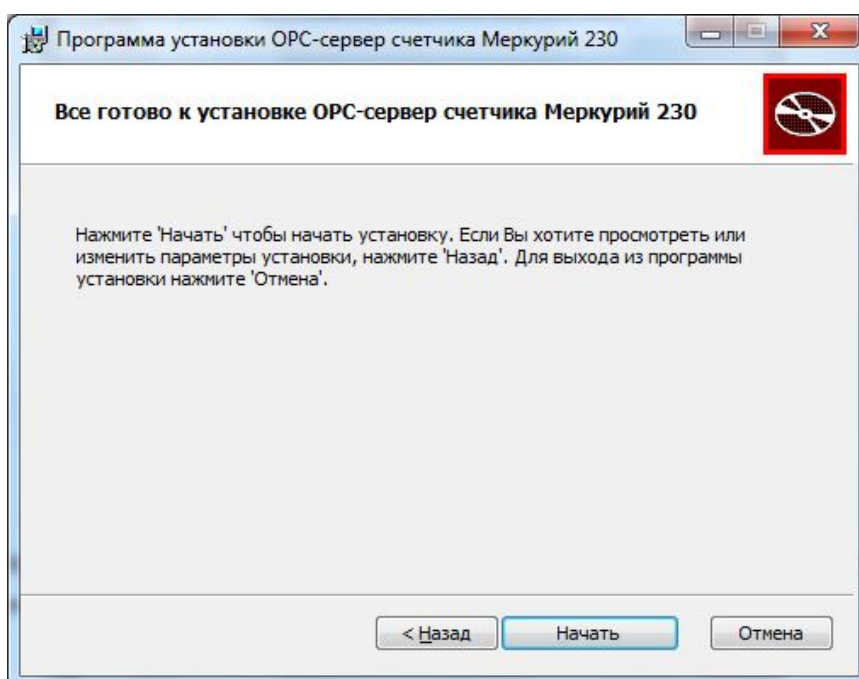 Программа установки OPC-сервер счетчика Меркурий 230
Все готово к установке OPC-сервер счетчика Меркурий 230
Нажмите 'Начать' чтобы начать установку. Если Вы хотите просмотреть или
изменить параметры установки, нажмите 'Назад'. Для выхода из программы
установки нажмите 'Отмена'.
< Назад
Начать
Отмена